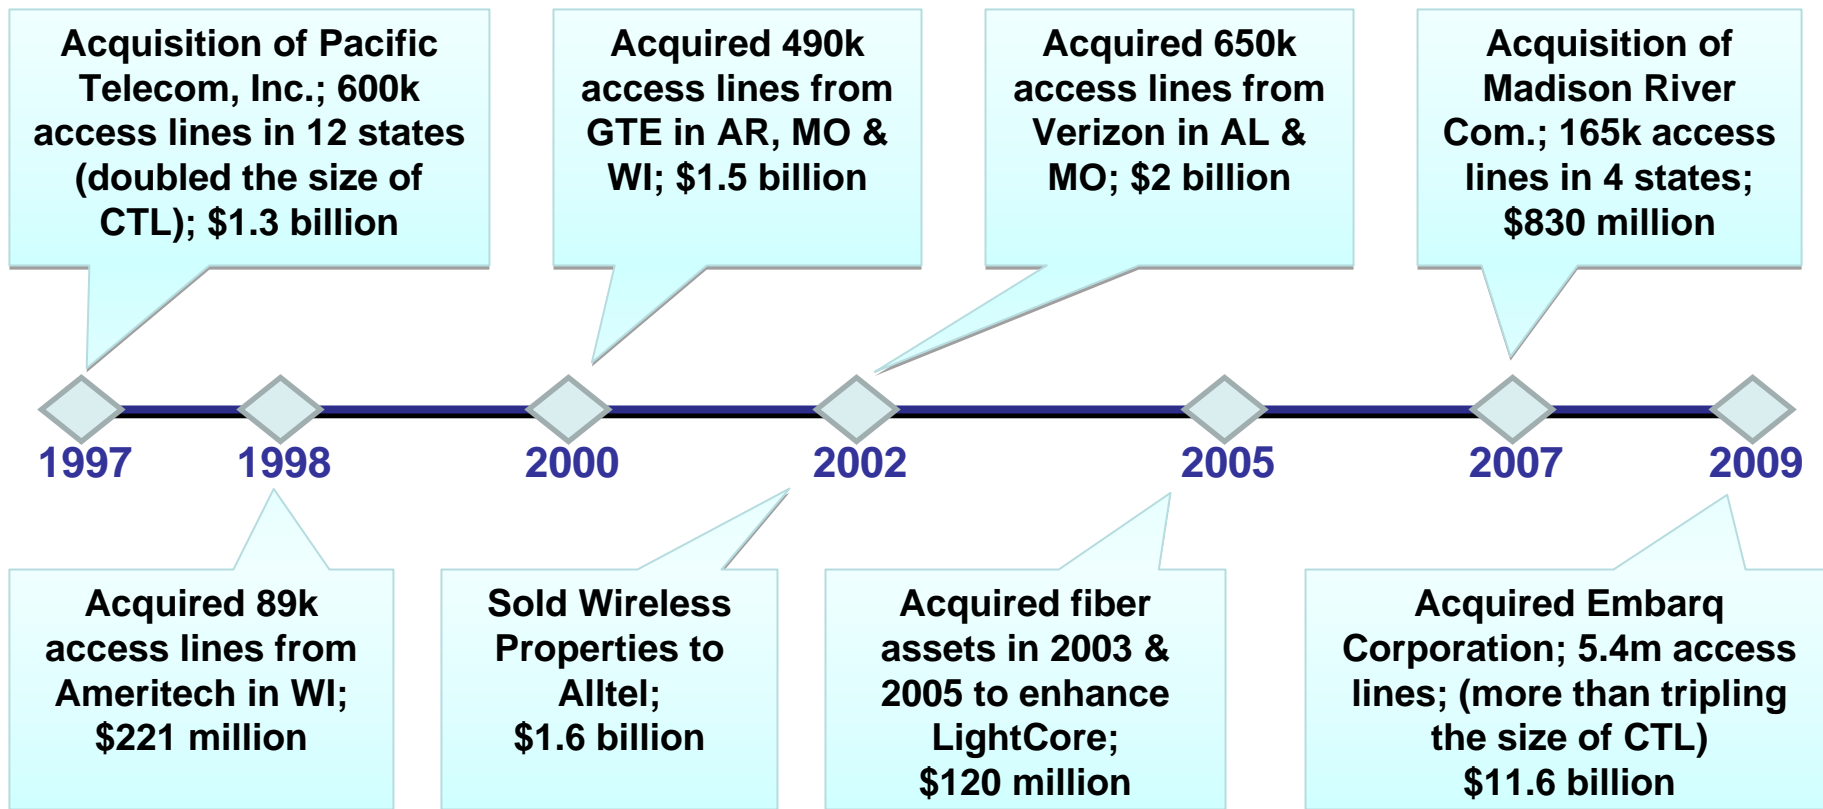 Acquisition of Pacific
Telecom, Inc.; 600k
access lines in 12 states
(doubled the size of
CTL); $1.3 billion
Acquired 490k
access lines from
GTE in AR, MO &
WI; $1.5 billion
Acquired 650k
access lines from
Verizon in AL &
MO; $2 billion
Acquisition of
Madison River
Com.; 165k access
lines in 4 states;
$830 million
1997
1998
2000
2002
2005
2007
2009
Acquired 89k
access lines from
Ameritech in WI;
$221 million
Sold Wireless
Properties to
Alltel;
$1.6 billion
Acquired fiber
assets in 2003 &
2005 to enhance
LightCore;
$120 million
Acquired Embarq
Corporation; 5.4m access
lines; (more than tripling
the size of CTL)
$11.6 billion